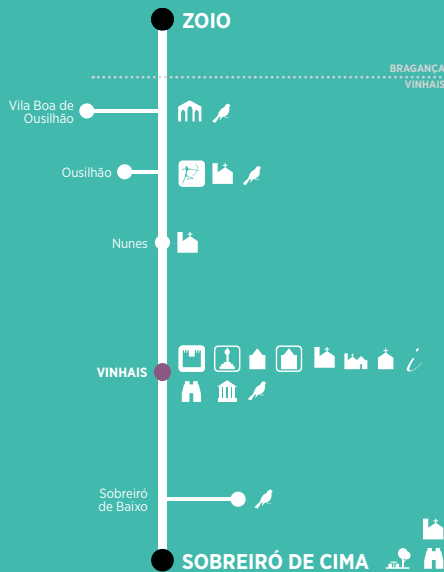 ZOIO
BRAGANÇA
VINHAIS
Vila Boa de
Ousilhão
Ousilhão
Nunes
VINHAIS
i
Sobreiró
de Baixo
SOBREIRÓ DE CIMA